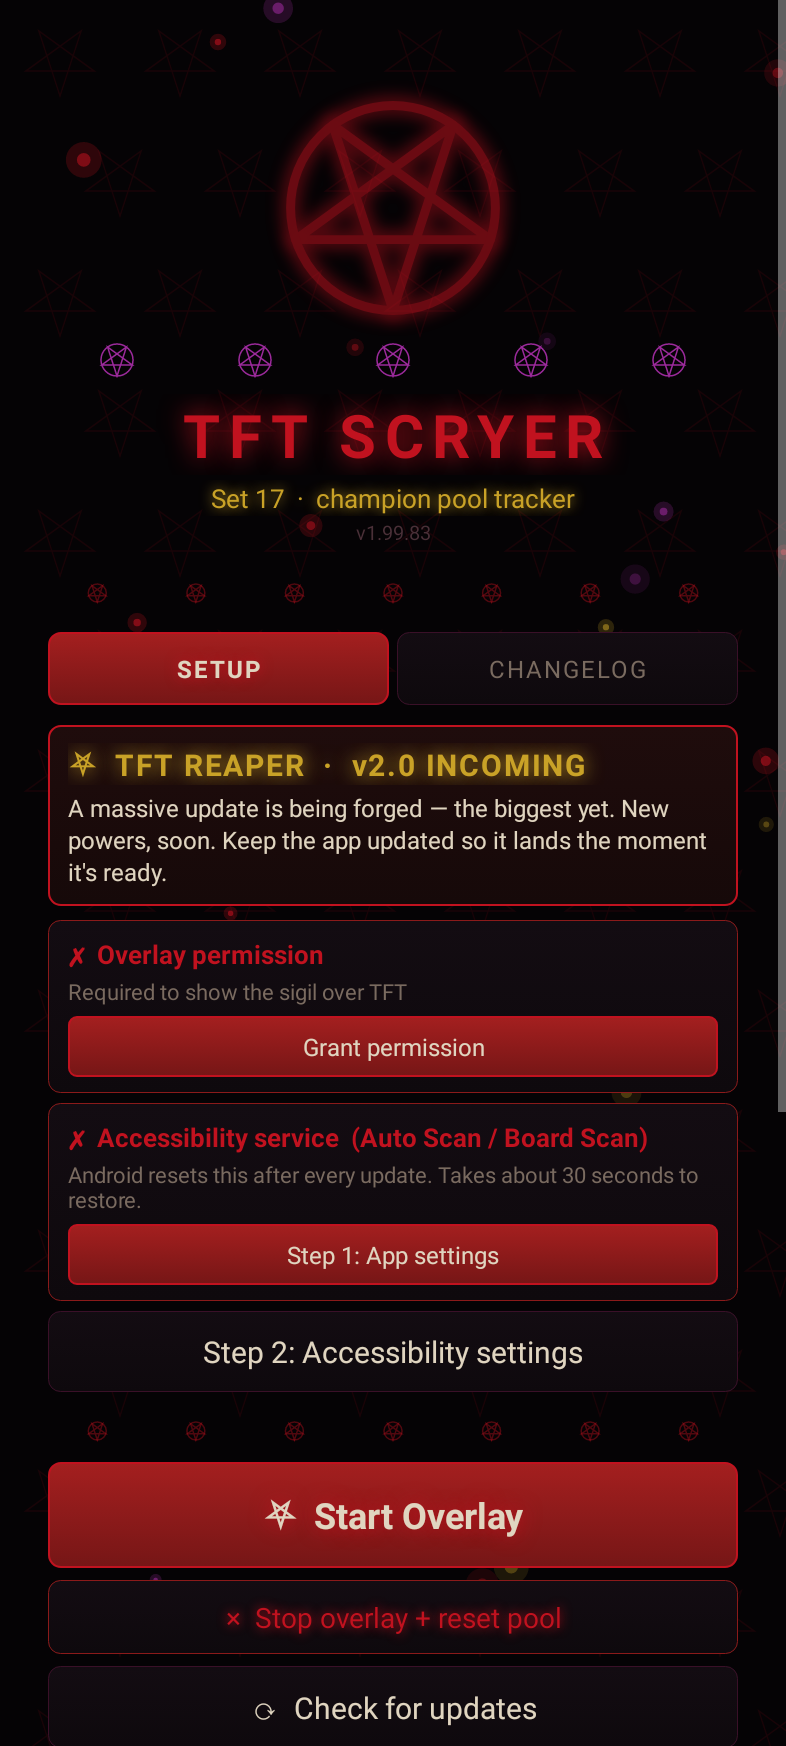 TFT SCRYER
Set 17 · champion pool tracker
v1.99.83
SETUP
CHANGELOG
TFT REAPER · v2.0 INCOMING
A massive update is being forged — the biggest yet. New
powers, soon. Keep the app updated so it lands the moment
it's ready.
✗ Overlay permission
Required to show the sigil over TFT
Grant permission
✗ Accessibility service (Auto Scan / Board Scan)
Android resets this after every update. Takes about 30 seconds to
restore.
Step 1: App settings
Step 2: Accessibility settings
Start Overlay
× Stop overlay + reset pool
⟳ Check for updates